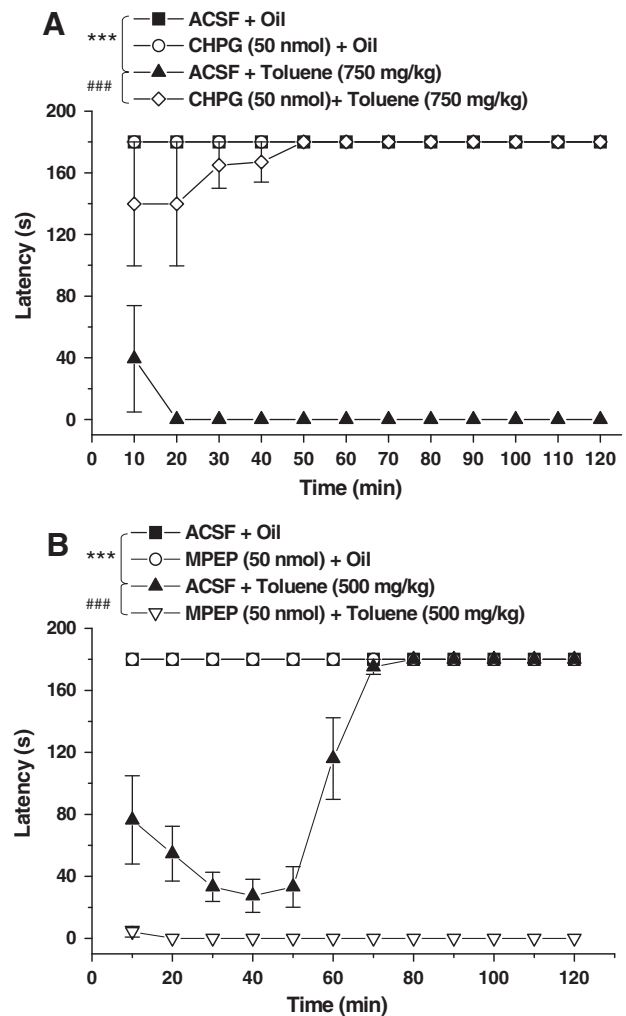 A
ACSF + Oil
***
CHPG (50 nmol) + Oil
ACSF + Toluene (750 mg/kg)
###
CHPG (50 nmol)+ Toluene (750 mg/kg)
200
160
120
80
40
0
Latency (s)
0 10 20 30 40 50 60 70 80 90 100 110 120
Time (min)
B
ACSF + Oil
***
MPEP (50 nmol) + Oil
ACSF + Toluene (500 mg/kg)
###
MPEP (50 nmol) + Toluene (500 mg/kg)
200
160
120
80
40
0
Latency (s)
0 20 40 60 80 100 120
Time (min)